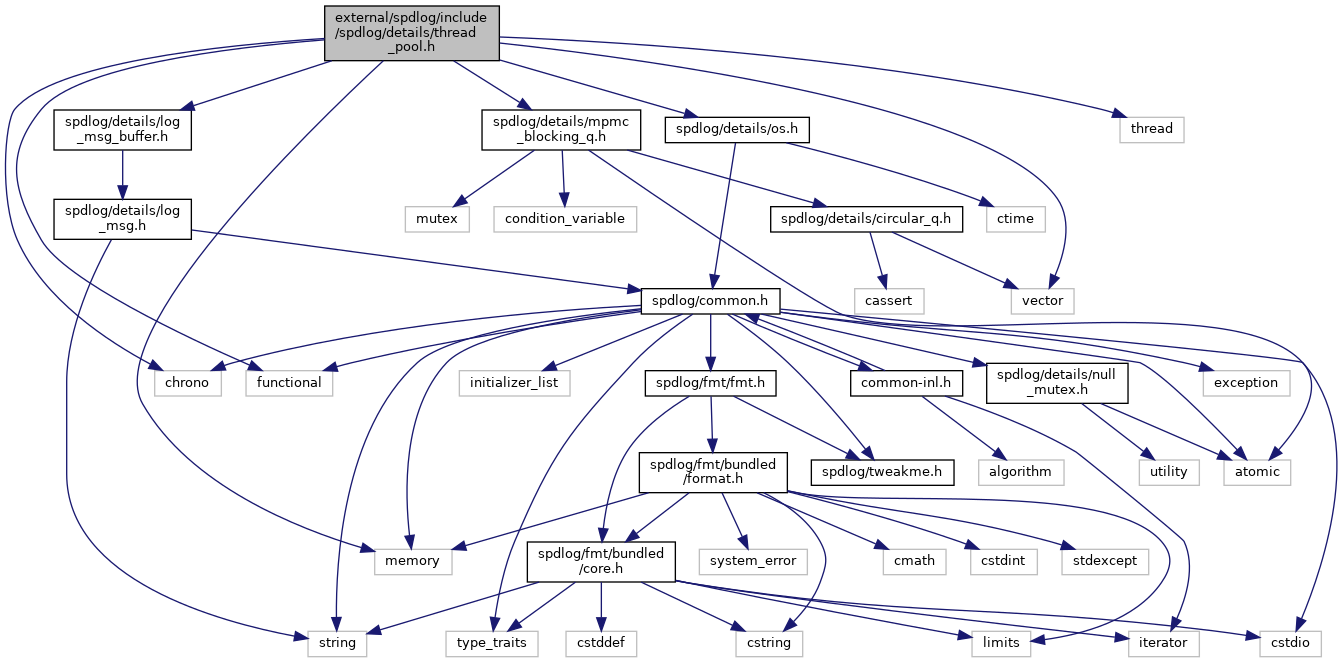 external/spdlog/include
/spdlog/details/thread
_pool.h
spdlog/details/log
_msg_buffer.h
spdlog/details/mpmc
_blocking_q.h
spdlog/details/os.h
thread
spdlog/details/log
_msg.h
mutex
condition_variable
spdlog/details/circular_q.h
ctime
spdlog/common.h
cassert
vector
chrono
functional
initializer_list
spdlog/fmt/fmt.h
common-inl.h
spdlog/details/null
_mutex.h
exception
spdlog/fmt/bundled
/format.h
spdlog/tweakme.h
algorithm
utility
atomic
memory
spdlog/fmt/bundled
/core.h
system_error
cmath
cstdint
stdexcept
string
type_traits
cstddef
cstring
limits
iterator
cstdio